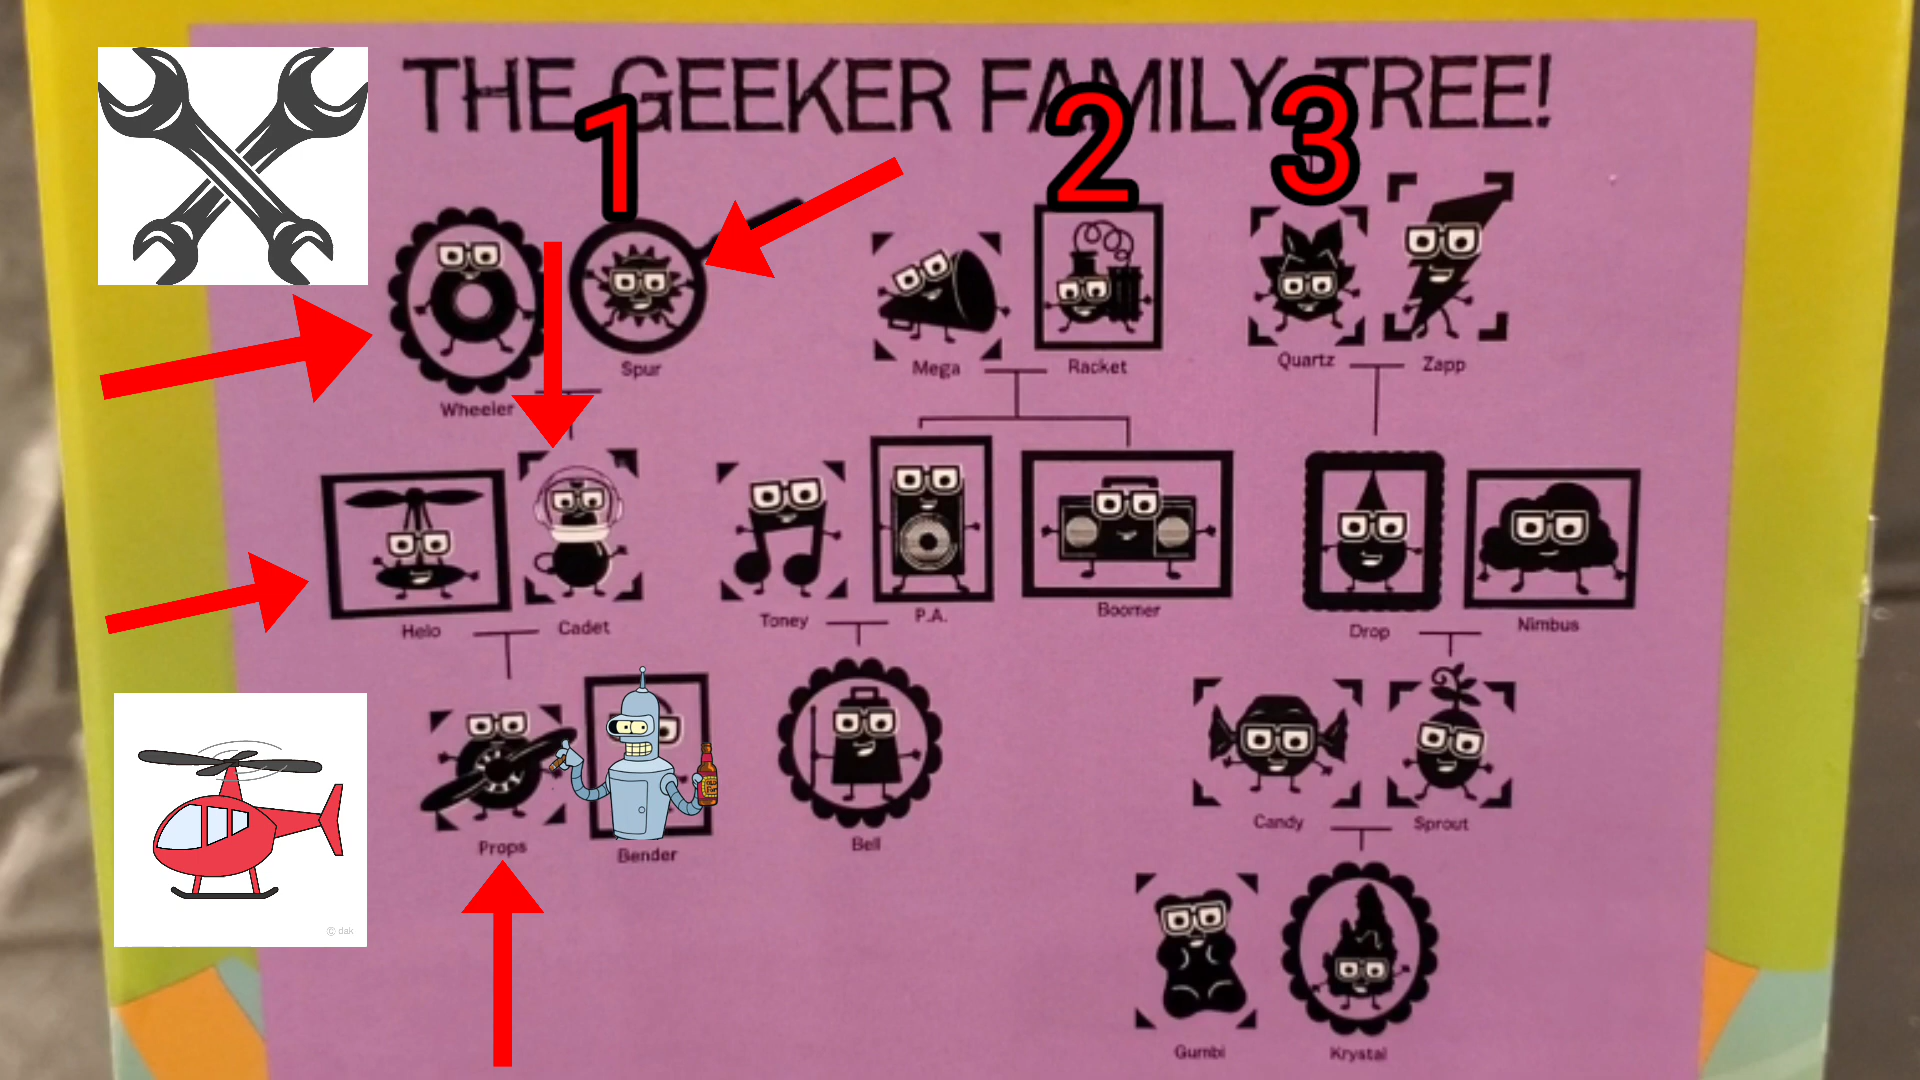 THE GEEKER FAMILY TREE!
1 2 3
Wheeler Spur Mega Racket Quartz Zapp
Helo Cadet Toney P.A. Boomer Drop Nimbus
Props Bender Bell Candy Sprout
© dak
Gumbi Krystal